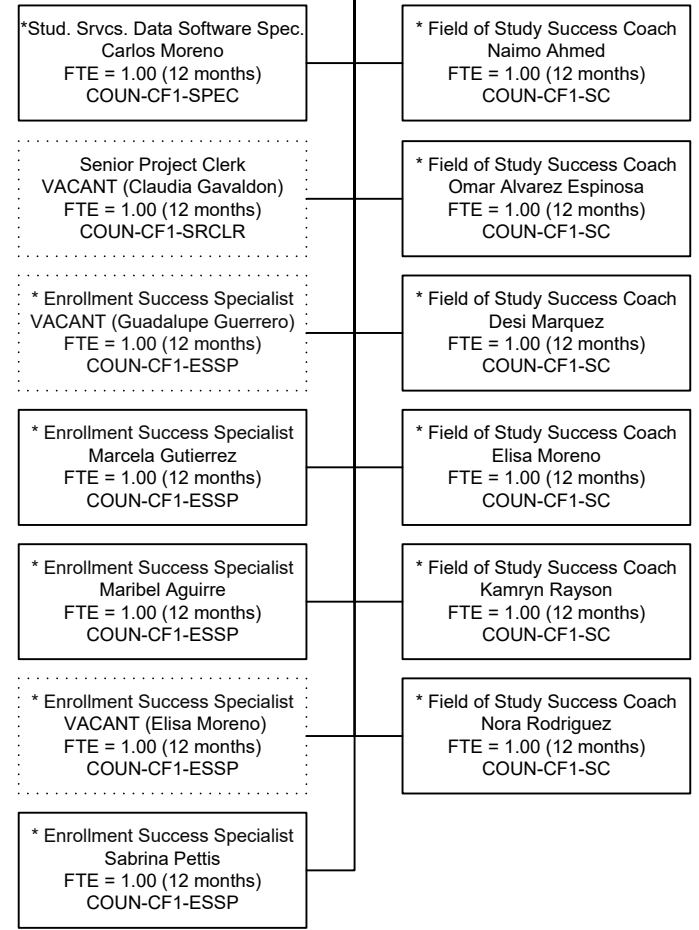 *Stud. Srvcs. Data Software Spec.
Carlos Moreno
FTE = 1.00 (12 months)
COUN-CF1-SPEC
* Field of Study Success Coach
Naimo Ahmed
FTE = 1.00 (12 months)
COUN-CF1-SC
Senior Project Clerk
VACANT (Claudia Gavaldon)
FTE = 1.00 (12 months)
COUN-CF1-SRCLR
* Field of Study Success Coach
Omar Alvarez Espinosa
FTE = 1.00 (12 months)
COUN-CF1-SC
* Enrollment Success Specialist
VACANT (Guadalupe Guerrero)
FTE = 1.00 (12 months)
COUN-CF1-ESSP
* Field of Study Success Coach
Desi Marquez
FTE = 1.00 (12 months)
COUN-CF1-SC
* Enrollment Success Specialist
Marcela Gutierrez
FTE = 1.00 (12 months)
COUN-CF1-ESSP
* Field of Study Success Coach
Elisa Moreno
FTE = 1.00 (12 months)
COUN-CF1-SC
* Enrollment Success Specialist
Maribel Aguirre
FTE = 1.00 (12 months)
COUN-CF1-ESSP
* Field of Study Success Coach
Kamryn Rayson
FTE = 1.00 (12 months)
COUN-CF1-SC
* Enrollment Success Specialist
VACANT (Elisa Moreno)
FTE = 1.00 (12 months)
COUN-CF1-ESSP
* Field of Study Success Coach
Nora Rodriguez
FTE = 1.00 (12 months)
COUN-CF1-SC
* Enrollment Success Specialist
Sabrina Pettis
FTE = 1.00 (12 months)
COUN-CF1-ESSP